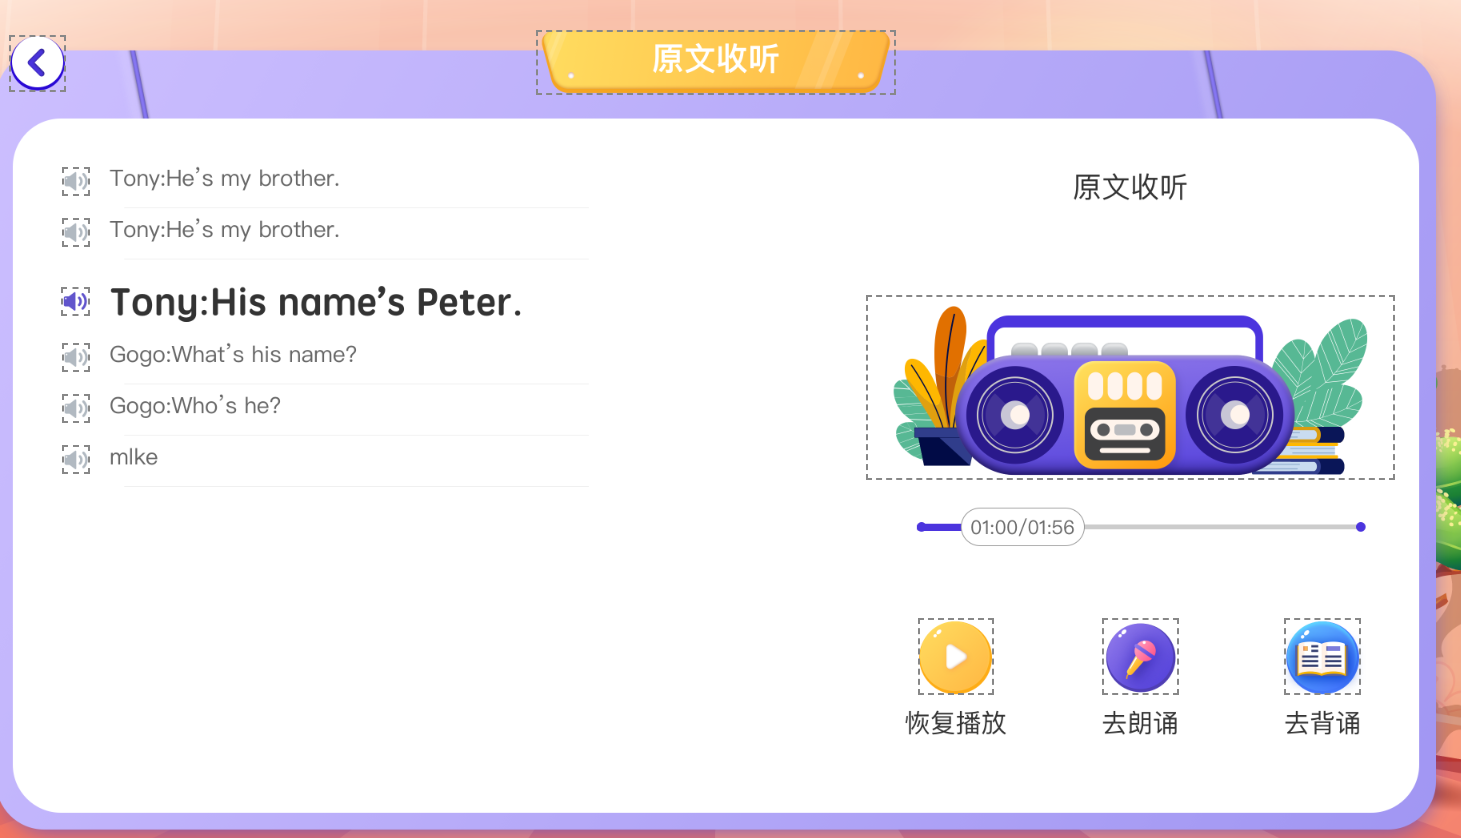 原文收听
Tony:He's my brother.
Tony:He's my brother.
Tony:His name's Peter.
Gogo:What's his name?
Gogo:Who's he?
mlke
原文收听
01:00/01:56
恢复播放
去朗诵
去背诵